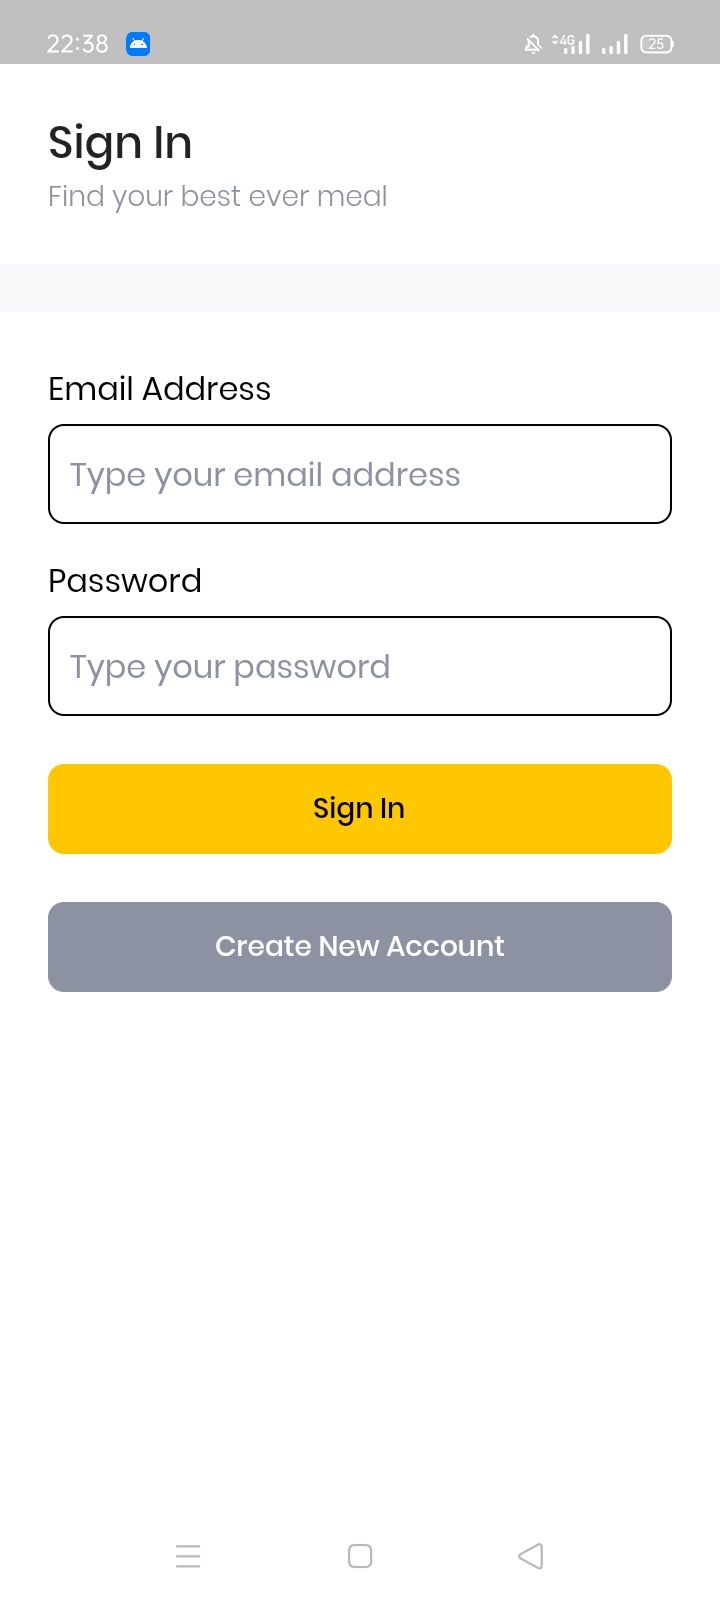 22:38 4G 25
Sign In
Find your best ever meal
Email Address
Type your email address
Password
Type your password
Sign In
Create New Account